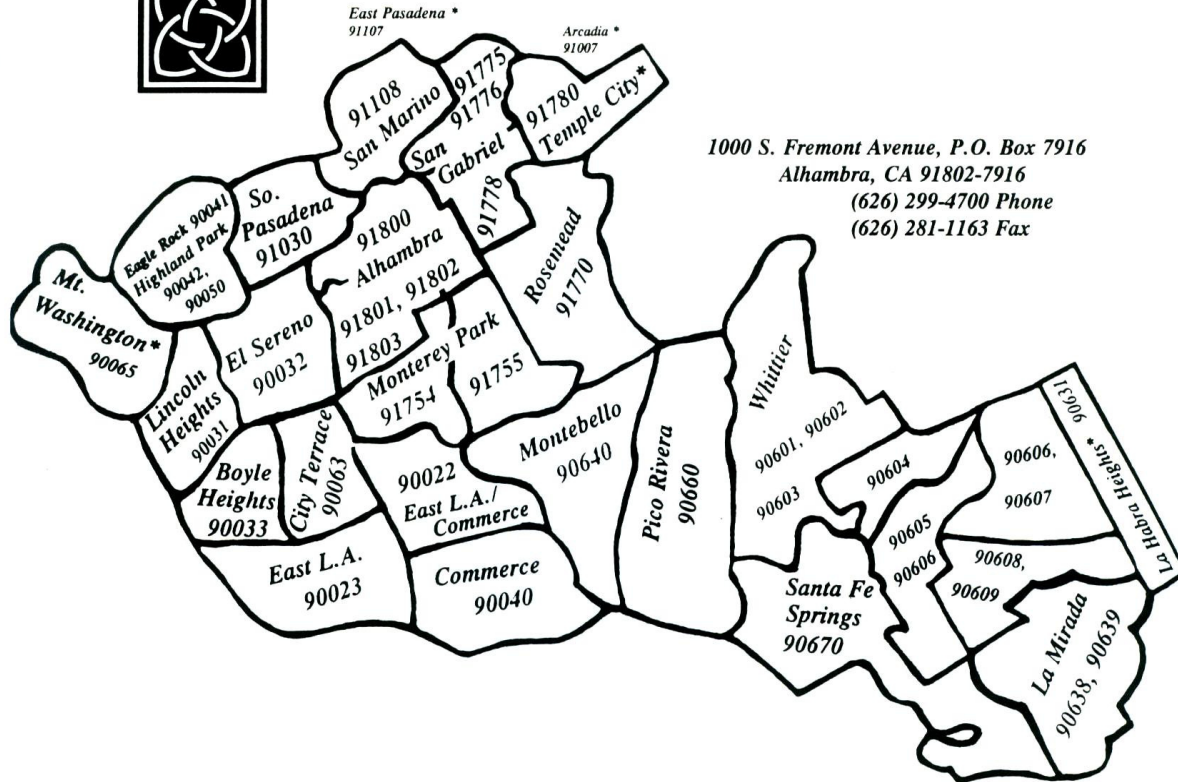 East Pasadena *
91107
Arcadia *
91007
91108
San Marino
91775
91776
San
Gabriel
91778
91780
Temple City*
1000 S. Fremont Avenue, P.O. Box 7916
Alhambra, CA 91802-7916
(626) 299-4700 Phone
(626) 281-1163 Fax
Eagle Rock 90041
Highland Park
90042,
90050
So.
Pasadena
91030
91800
Alhambra
91801, 91802
91803
Rosemead
91770
Mt.
Washington*
90065
El Sereno
90032
Lincoln
Heights
90031
Monterey Park
91754
91755
Boyle
Heights
90033
City Terrace
90063
90022
East L.A./
Commerce
Montebello
90640
Pico Rivera
90660
Whittier
90601, 90602
90603
90604
90605
90606
90606,
90607
90608,
90609
La Habra Heights* 90631
East L.A.
90023
Commerce
90040
Santa Fe
Springs
90670
La Mirada
90638, 90639